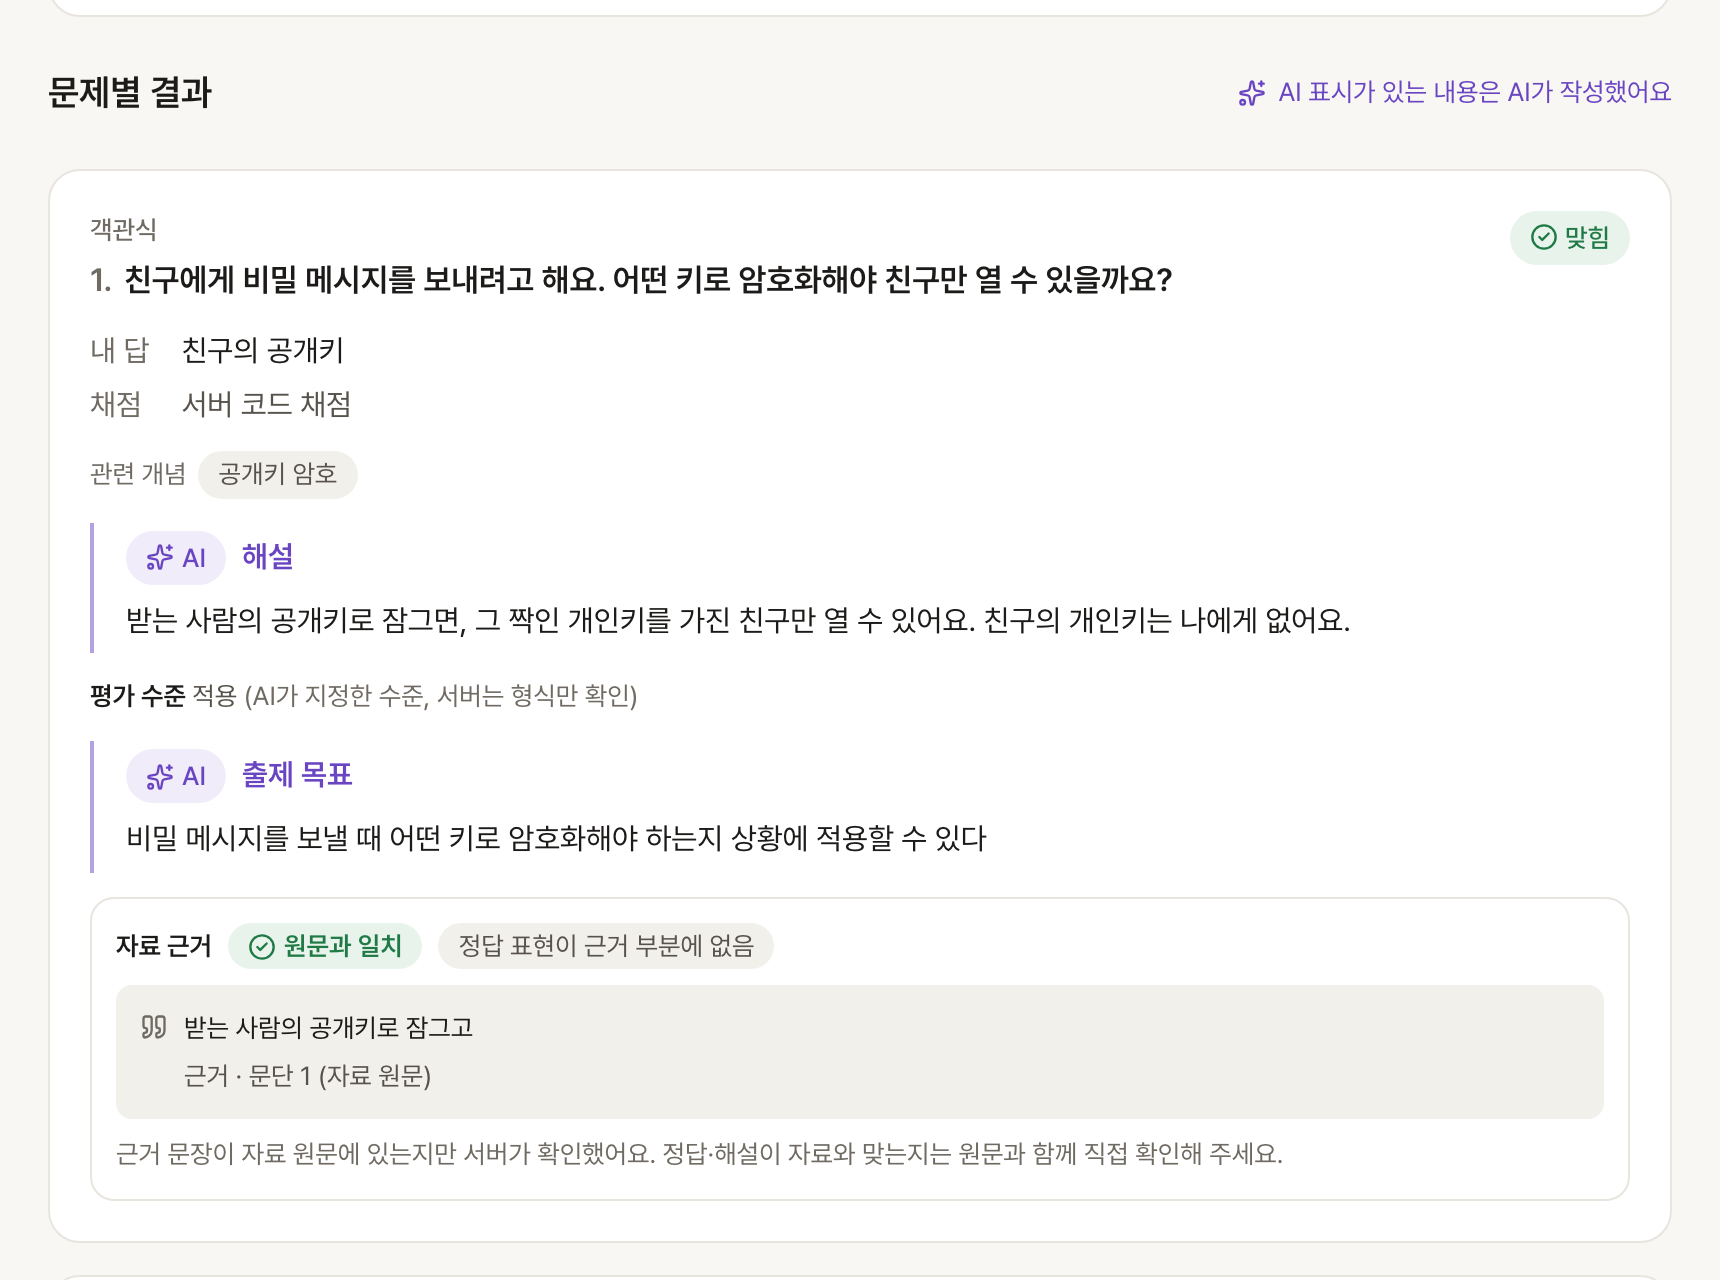 문제별 결과
AI 표시가 있는 내용은 AI가 작성했어요
객관식
맞힘
1. 친구에게 비밀 메시지를 보내려고 해요. 어떤 키로 암호화해야 친구만 열 수 있을까요?
내 답 친구의 공개키
채점 서버 코드 채점
관련 개념 공개키 암호
AI 해설
받는 사람의 공개키로 잠그면, 그 짝인 개인키를 가진 친구만 열 수 있어요. 친구의 개인키는 나에게 없어요.
평가 수준 적용 (AI가 지정한 수준, 서버는 형식만 확인)
AI 출제 목표
비밀 메시지를 보낼 때 어떤 키로 암호화해야 하는지 상황에 적용할 수 있다
자료 근거 원문과 일치 정답 표현이 근거 부분에 없음
받는 사람의 공개키로 잠그고
근거 · 문단 1 (자료 원문)
근거 문장이 자료 원문에 있는지만 서버가 확인했어요. 정답·해설이 자료와 맞는지는 원문과 함께 직접 확인해 주세요.